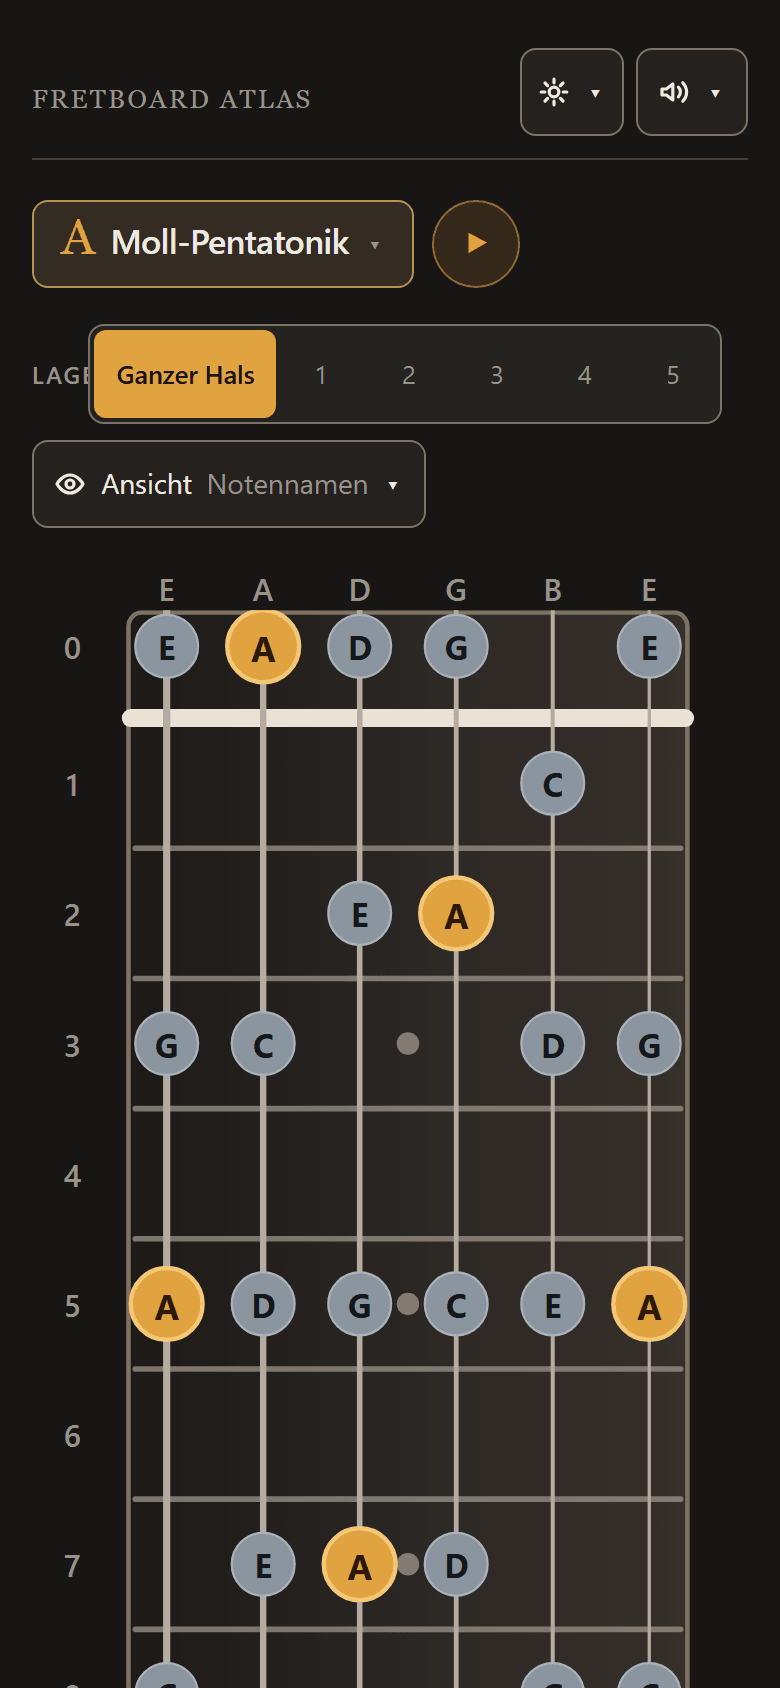 FRETBOARD ATLAS
A Moll-Pentatonik
LAGE Ganzer Hals 1 2 3 4 5
Ansicht Notennamen
E A D G B E
0 E A D G E
1 C
2 E A
3 G C D G
4
5 A D G C E A
6
7 E A D